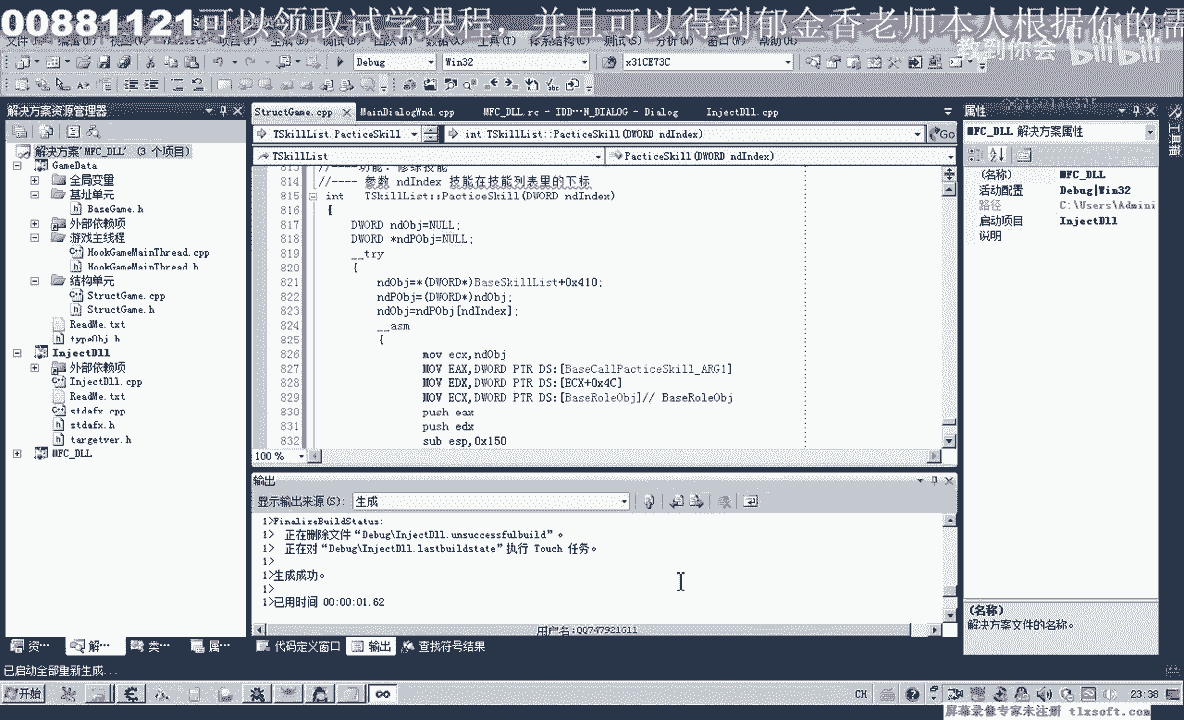 00881121可以领取试学课程，并且可以得到郁金香老师本人根据你的需
教到你会 bilibili
Debug Win32 x31CE73C
解决方案资源管理器
StructGame.cpp MainDialogWnd.cpp MFC_DLL.rc - IDD···N_DIALOG - Dialog InjectDll.cpp
属性
工具箱
TSkillList.PacticeSkill int TSkillList::PacticeSkill(DWORD ndIndex) Go
MFC_DLL 解决方案属性
TSkillList PacticeSkill(DWORD ndIndex)
解决方案'MFC_DLL' (3 个项目)
GameData
全局变量
基址单元
BaseGame.h
外部依赖项
游戏主线程
HookGameMainThread.cpp
HookGameMainThread.h
结构单元
StructGame.cpp
StructGame.h
ReadMe.txt
typeObj.h
InjectDll
外部依赖项
InjectDll.cpp
ReadMe.txt
stdafx.cpp
stdafx.h
targetver.h
MFC_DLL
813 //----功能：修炼技能
814 //---- 参数 ndIndex 技能在技能列表里的下标
815 int TSkillList::PacticeSkill(DWORD ndIndex)
816 {
817 DWORD ndObj=NULL;
818 DWORD *ndPObj=NULL;
819 __try
820 {
821 ndObj=*(DWORD*)BaseSkillList+0x410;
822 ndPObj=(DWORD*)ndObj;
823 ndObj=ndPObj[ndIndex];
824 __asm
825 {
826 mov ecx,ndObj
827 MOV EAX,DWORD PTR DS:[BaseCallPacticeSkill_ARG1]
828 MOV EDX,DWORD PTR DS:[ECX+0x4C]
829 MOV ECX,DWORD PTR DS:[BaseRoleObj]// BaseRoleObj
830 push eax
831 push edx
832 sub esp,0x150
100 %
(名称) MFC_DLL
活动配置 Debug|Win32
路径 C:\Users\Admini
启动项目 InjectDll
说明
(名称)
解决方案文件的名称。
输出
显示输出来源(S): 生成
1>FinalizeBuildStatus:
1> 正在删除文件“Debug\InjectDll.unsuccessfulbuild”。
1> 正在对“Debug\InjectDll.lastbuildstate”执行 Touch 任务。
1>
1>生成成功。
1>
1>已用时间 00:00:01.62
用户名:QQ747921611
资··· 解··· 类··· 属···
代码定义窗口 输出 查找符号结果
已启动全部重新生成...
开始 CH 23:38
屏幕录像专家未注册 tlxsoft.com